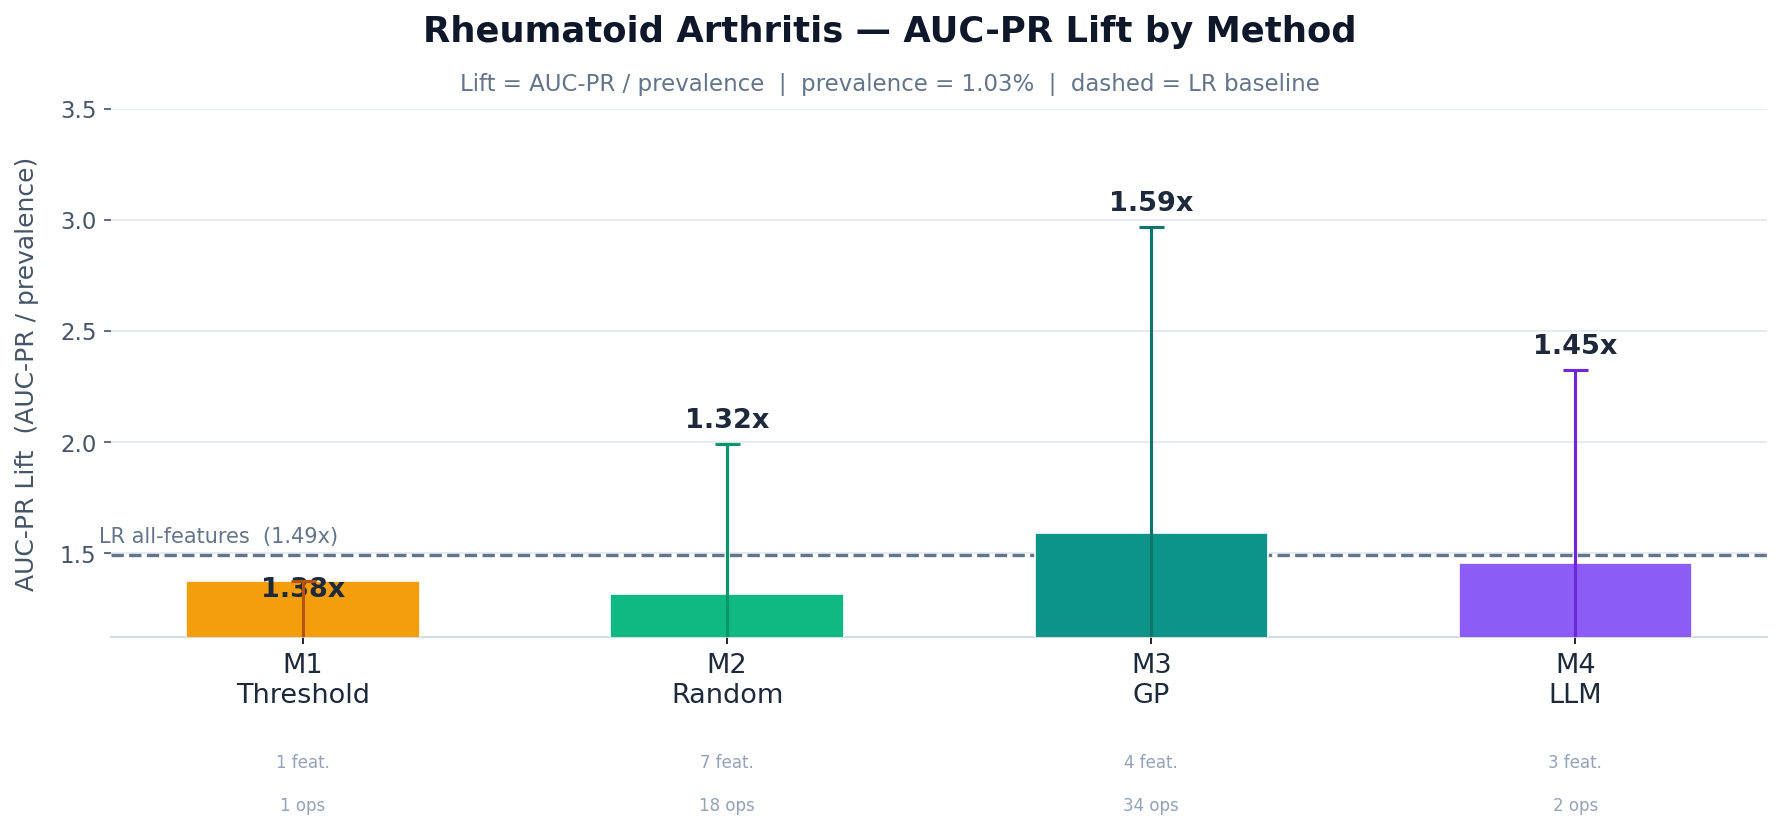 Rheumatoid Arthritis — AUC-PR Lift by Method
Lift = AUC-PR / prevalence | prevalence = 1.03% | dashed = LR baseline
AUC-PR Lift (AUC-PR / prevalence)
3.5
3.0
2.5
2.0
1.5
LR all-features (1.49x)
1.38x
1.32x
1.59x
1.45x
M1
Threshold
M2
Random
M3
GP
M4
LLM
1 feat.
7 feat.
4 feat.
3 feat.
1 ops
18 ops
34 ops
2 ops